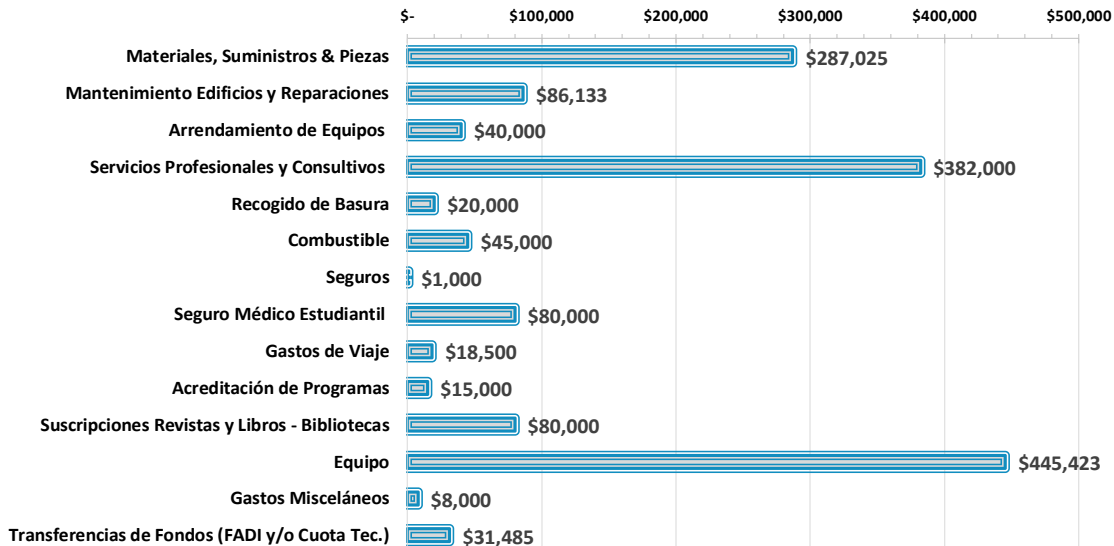 $- $100,000 $200,000 $300,000 $400,000 $500,000
Materiales, Suministros & Piezas $287,025
Mantenimiento Edificios y Reparaciones $86,133
Arrendamiento de Equipos $40,000
Servicios Profesionales y Consultivos $382,000
Recogido de Basura $20,000
Combustible $45,000
Seguros $1,000
Seguro Médico Estudiantil $80,000
Gastos de Viaje $18,500
Acreditación de Programas $15,000
Suscripciones Revistas y Libros - Bibliotecas $80,000
Equipo $445,423
Gastos Misceláneos $8,000
Transferencias de Fondos (FADI y/o Cuota Tec.) $31,485